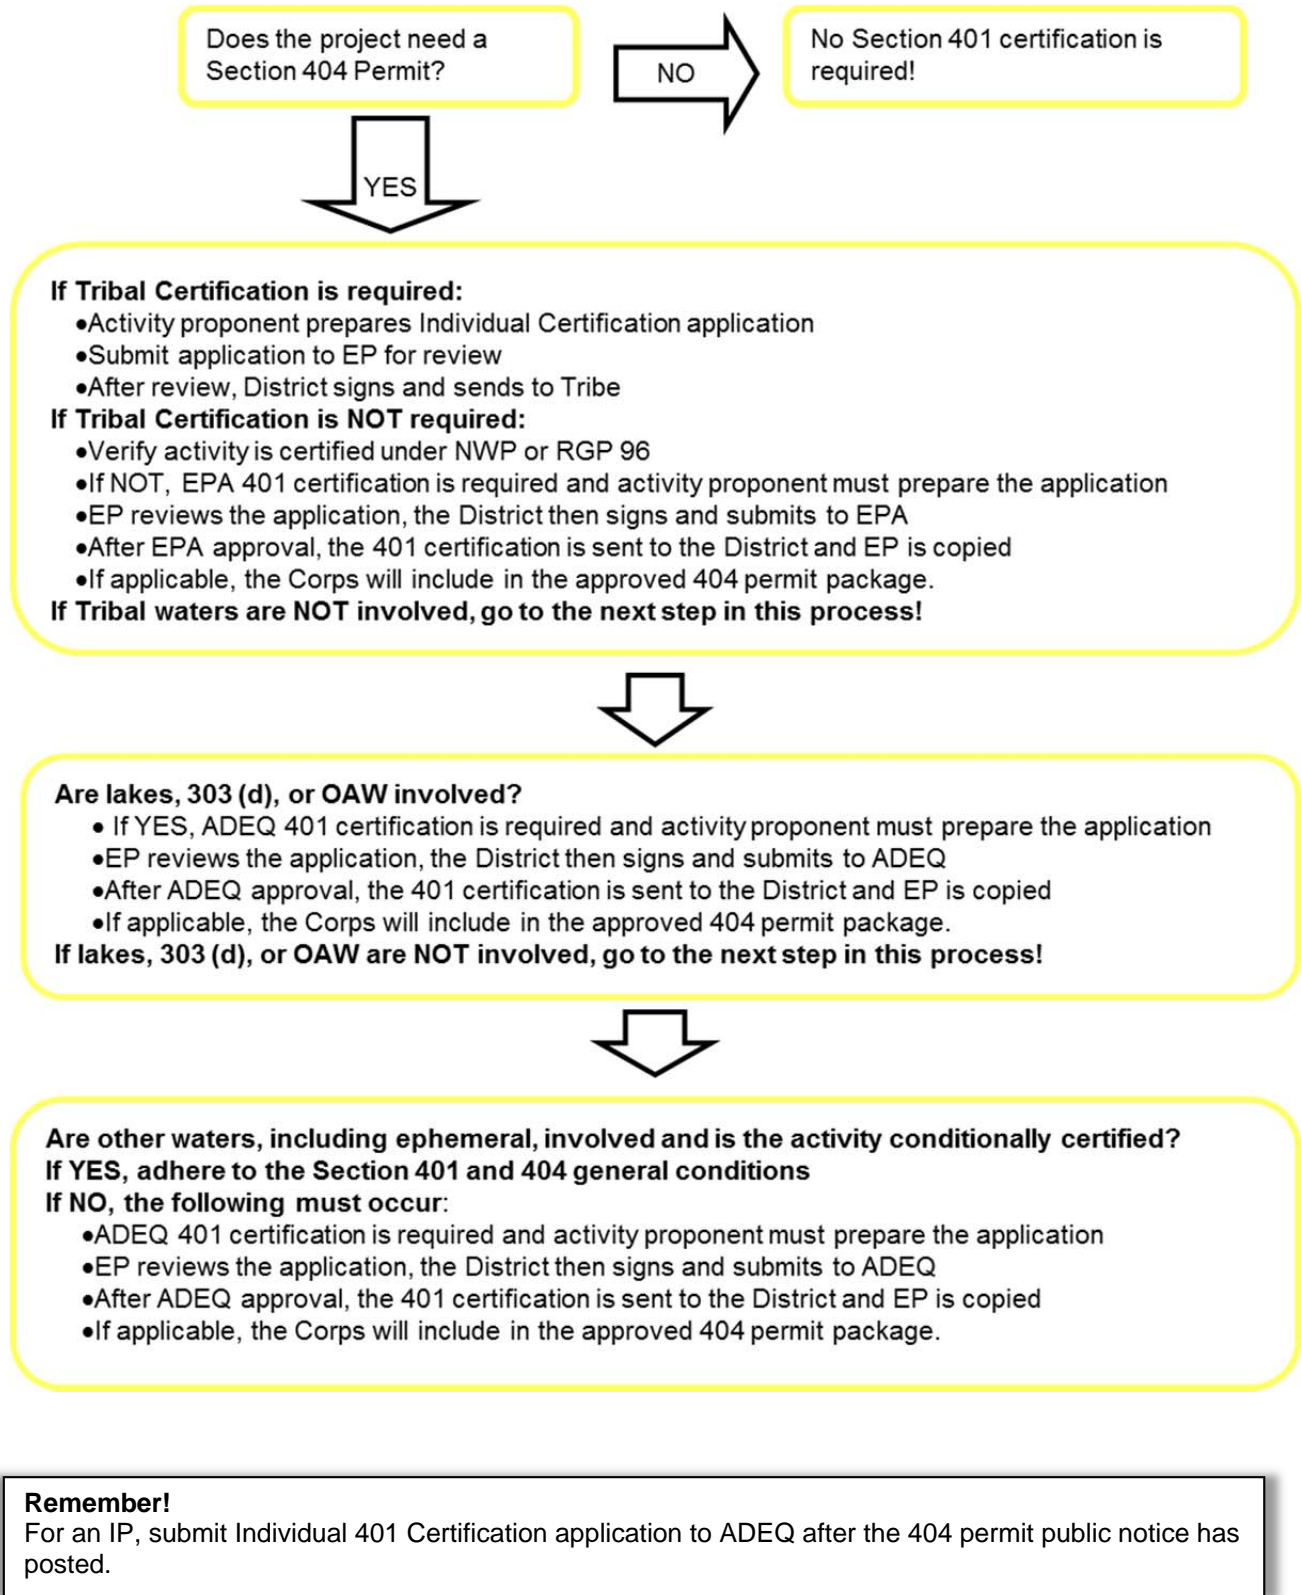 Does the project need a
Section 404 Permit?
NO
No Section 401 certification is
required!
YES
If Tribal Certification is required:
•Activity proponent prepares Individual Certification application
•Submit application to EP for review
•After review, District signs and sends to Tribe
If Tribal Certification is NOT required:
•Verify activity is certified under NWP or RGP 96
•If NOT, EPA 401 certification is required and activity proponent must prepare the application
•EP reviews the application, the District then signs and submits to EPA
•After EPA approval, the 401 certification is sent to the District and EP is copied
•If applicable, the Corps will include in the approved 404 permit package.
If Tribal waters are NOT involved, go to the next step in this process!
Are lakes, 303 (d), or OAW involved?
• If YES, ADEQ 401 certification is required and activity proponent must prepare the application
•EP reviews the application, the District then signs and submits to ADEQ
•After ADEQ approval, the 401 certification is sent to the District and EP is copied
•If applicable, the Corps will include in the approved 404 permit package.
If lakes, 303 (d), or OAW are NOT involved, go to the next step in this process!
Are other waters, including ephemeral, involved and is the activity conditionally certified?
If YES, adhere to the Section 401 and 404 general conditions
If NO, the following must occur:
•ADEQ 401 certification is required and activity proponent must prepare the application
•EP reviews the application, the District then signs and submits to ADEQ
•After ADEQ approval, the 401 certification is sent to the District and EP is copied
•If applicable, the Corps will include in the approved 404 permit package.
Remember!
For an IP, submit Individual 401 Certification application to ADEQ after the 404 permit public notice has
posted.